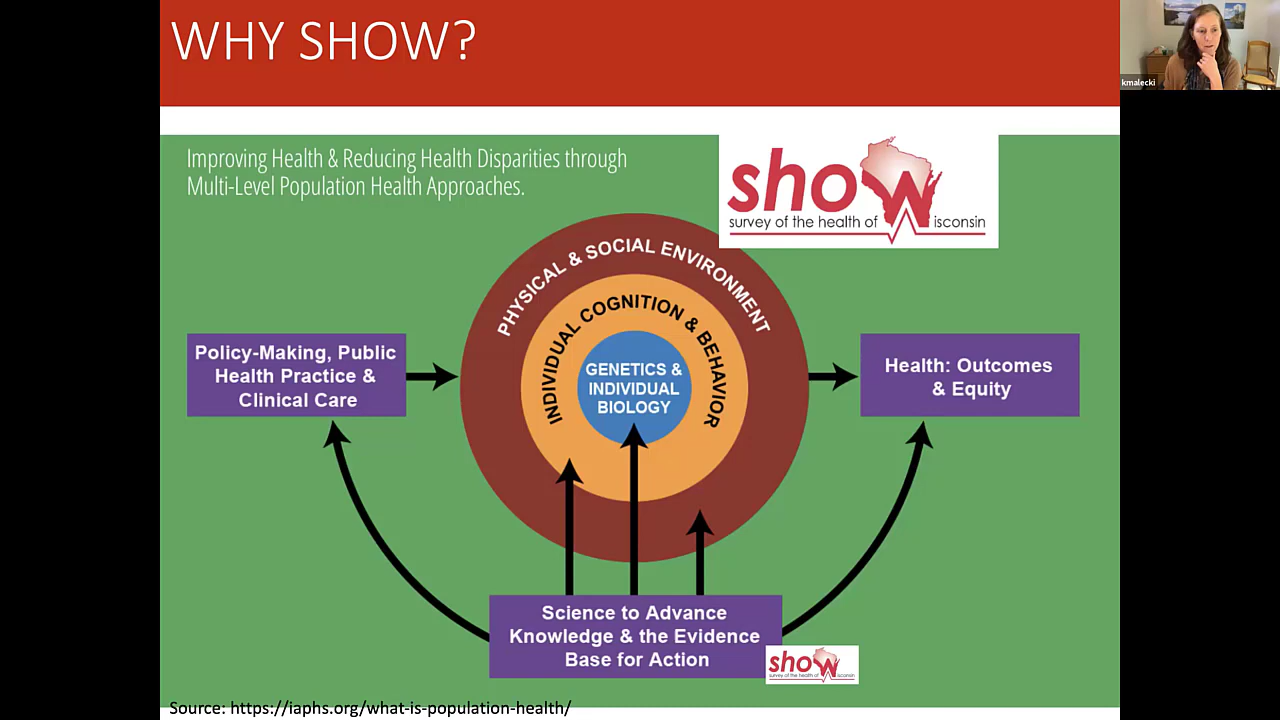 WHY SHOW?
kmalecki
Improving Health & Reducing Health Disparities through
Multi-Level Population Health Approaches.
show
survey of the health of Wisconsin
PHYSICAL & SOCIAL ENVIRONMENT
INDIVIDUAL COGNITION & BEHAVIOR
GENETICS &
INDIVIDUAL
BIOLOGY
Policy-Making, Public
Health Practice &
Clinical Care
Health: Outcomes
& Equity
Science to Advance
Knowledge & the Evidence
Base for Action
show
survey of the health of Wisconsin
Source: https://iaphs.org/what-is-population-health/